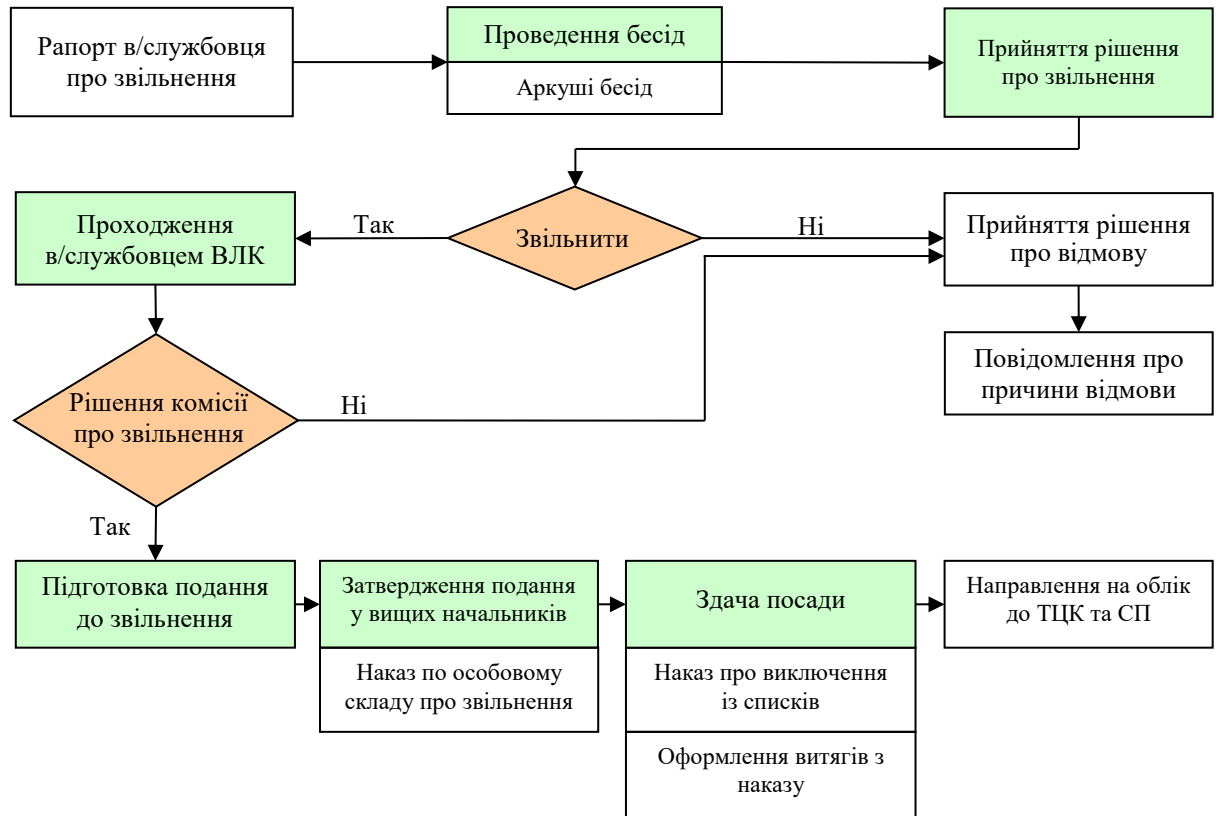 Рапорт в/службовця
про звільнення
Проведення бесід
Аркуші бесід
Прийняття рішення
про звільнення
Звільнити
Так
Ні
Проходження
в/службовцем ВЛК
Прийняття рішення
про відмову
Повідомлення про
причини відмови
Рішення комісії
про звільнення
Ні
Так
Підготовка подання
до звільнення
Затвердження подання
у вищих начальників
Наказ по особовому
складу про звільнення
Здача посади
Наказ про виключення
із списків
Оформлення витягів з
наказу
Направлення на облік
до ТЦК та СП